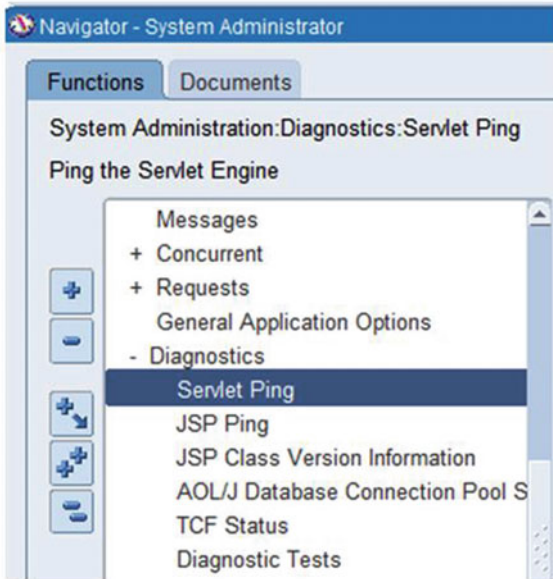 Navigator - System Administrator
Functions Documents
System Administration:Diagnostics:Servlet Ping
Ping the Servlet Engine
Messages
+ Concurrent
+ Requests
General Application Options
- Diagnostics
Servlet Ping
JSP Ping
JSP Class Version Information
AOL/J Database Connection Pool S
TCF Status
Diagnostic Tests